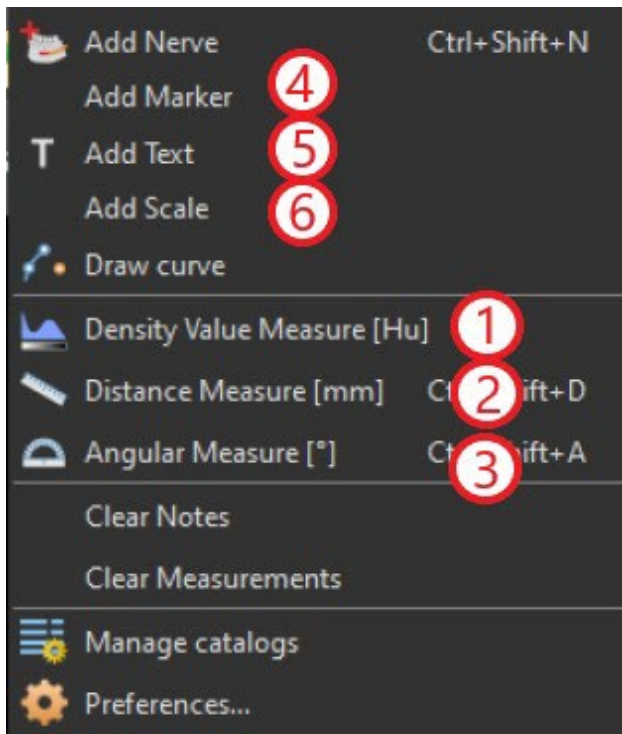 Add Nerve Ctrl+Shift+N
Add Marker 4
T Add Text 5
Add Scale 6
Draw curve
Density Value Measure [Hu] 1
Distance Measure [mm] Ct 2 ift+D
Angular Measure [°] Ct 3 ift+A
Clear Notes
Clear Measurements
Manage catalogs
Preferences...